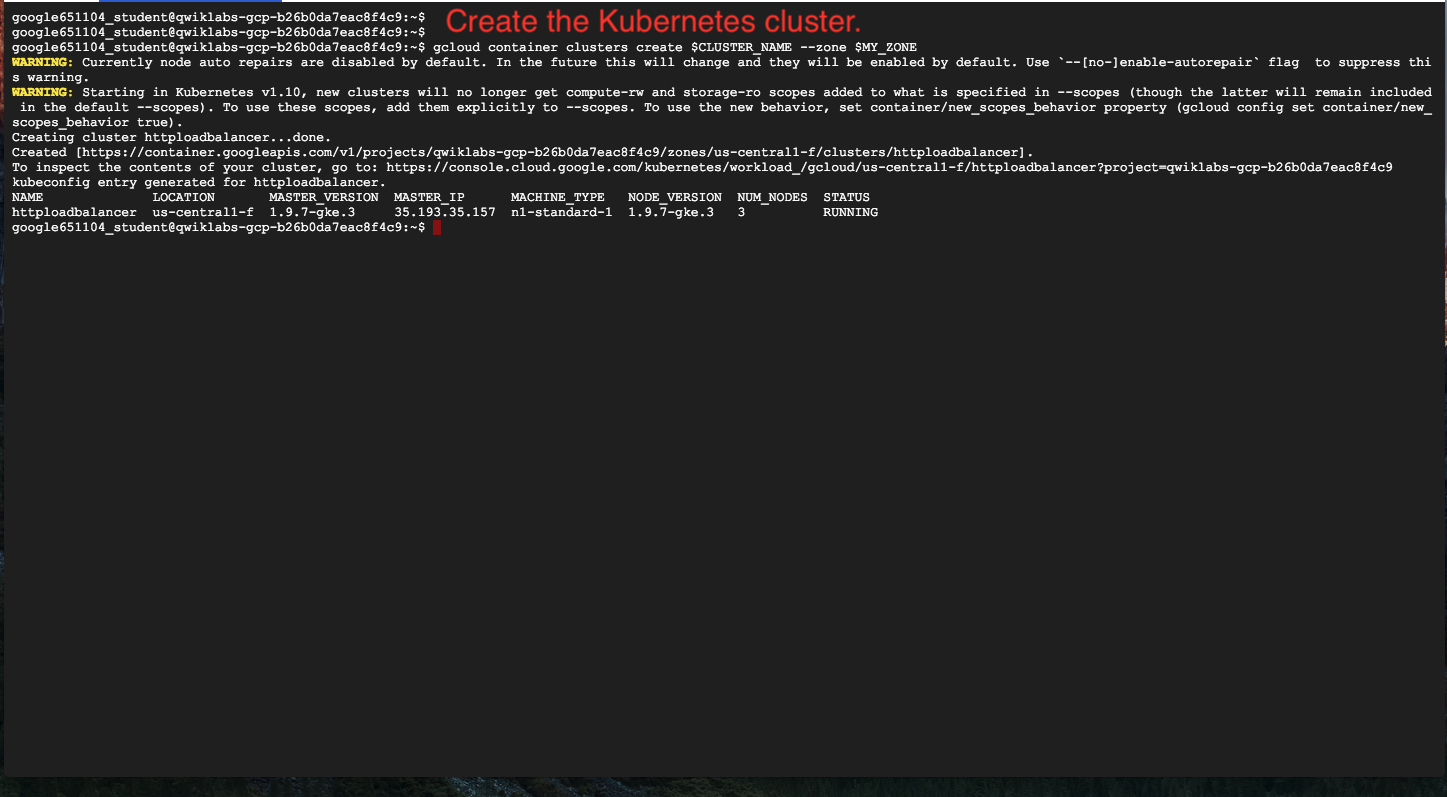 google651104_student@qwiklabs-gcp-b26b0da7eac8f4c9:~$ Create the Kubernetes cluster.
google651104_student@qwiklabs-gcp-b26b0da7eac8f4c9:~$
google651104_student@qwiklabs-gcp-b26b0da7eac8f4c9:~$ gcloud container clusters create $CLUSTER_NAME --zone $MY_ZONE
WARNING: Currently node auto repairs are disabled by default. In the future this will change and they will be enabled by default. Use `--[no-]enable-autorepair` flag  to suppress thi
s warning.
WARNING: Starting in Kubernetes v1.10, new clusters will no longer get compute-rw and storage-ro scopes added to what is specified in --scopes (though the latter will remain included
 in the default --scopes). To use these scopes, add them explicitly to --scopes. To use the new behavior, set container/new_scopes_behavior property (gcloud config set container/new_
scopes_behavior true).
Creating cluster httploadbalancer...done.
Created [https://container.googleapis.com/v1/projects/qwiklabs-gcp-b26b0da7eac8f4c9/zones/us-central1-f/clusters/httploadbalancer].
To inspect the contents of your cluster, go to: https://console.cloud.google.com/kubernetes/workload_/gcloud/us-central1-f/httploadbalancer?project=qwiklabs-gcp-b26b0da7eac8f4c9
kubeconfig entry generated for httploadbalancer.
NAME              LOCATION       MASTER_VERSION  MASTER_IP      MACHINE_TYPE   NODE_VERSION  NUM_NODES  STATUS
httploadbalancer  us-central1-f  1.9.7-gke.3     35.193.35.157  n1-standard-1  1.9.7-gke.3   3          RUNNING
google651104_student@qwiklabs-gcp-b26b0da7eac8f4c9:~$